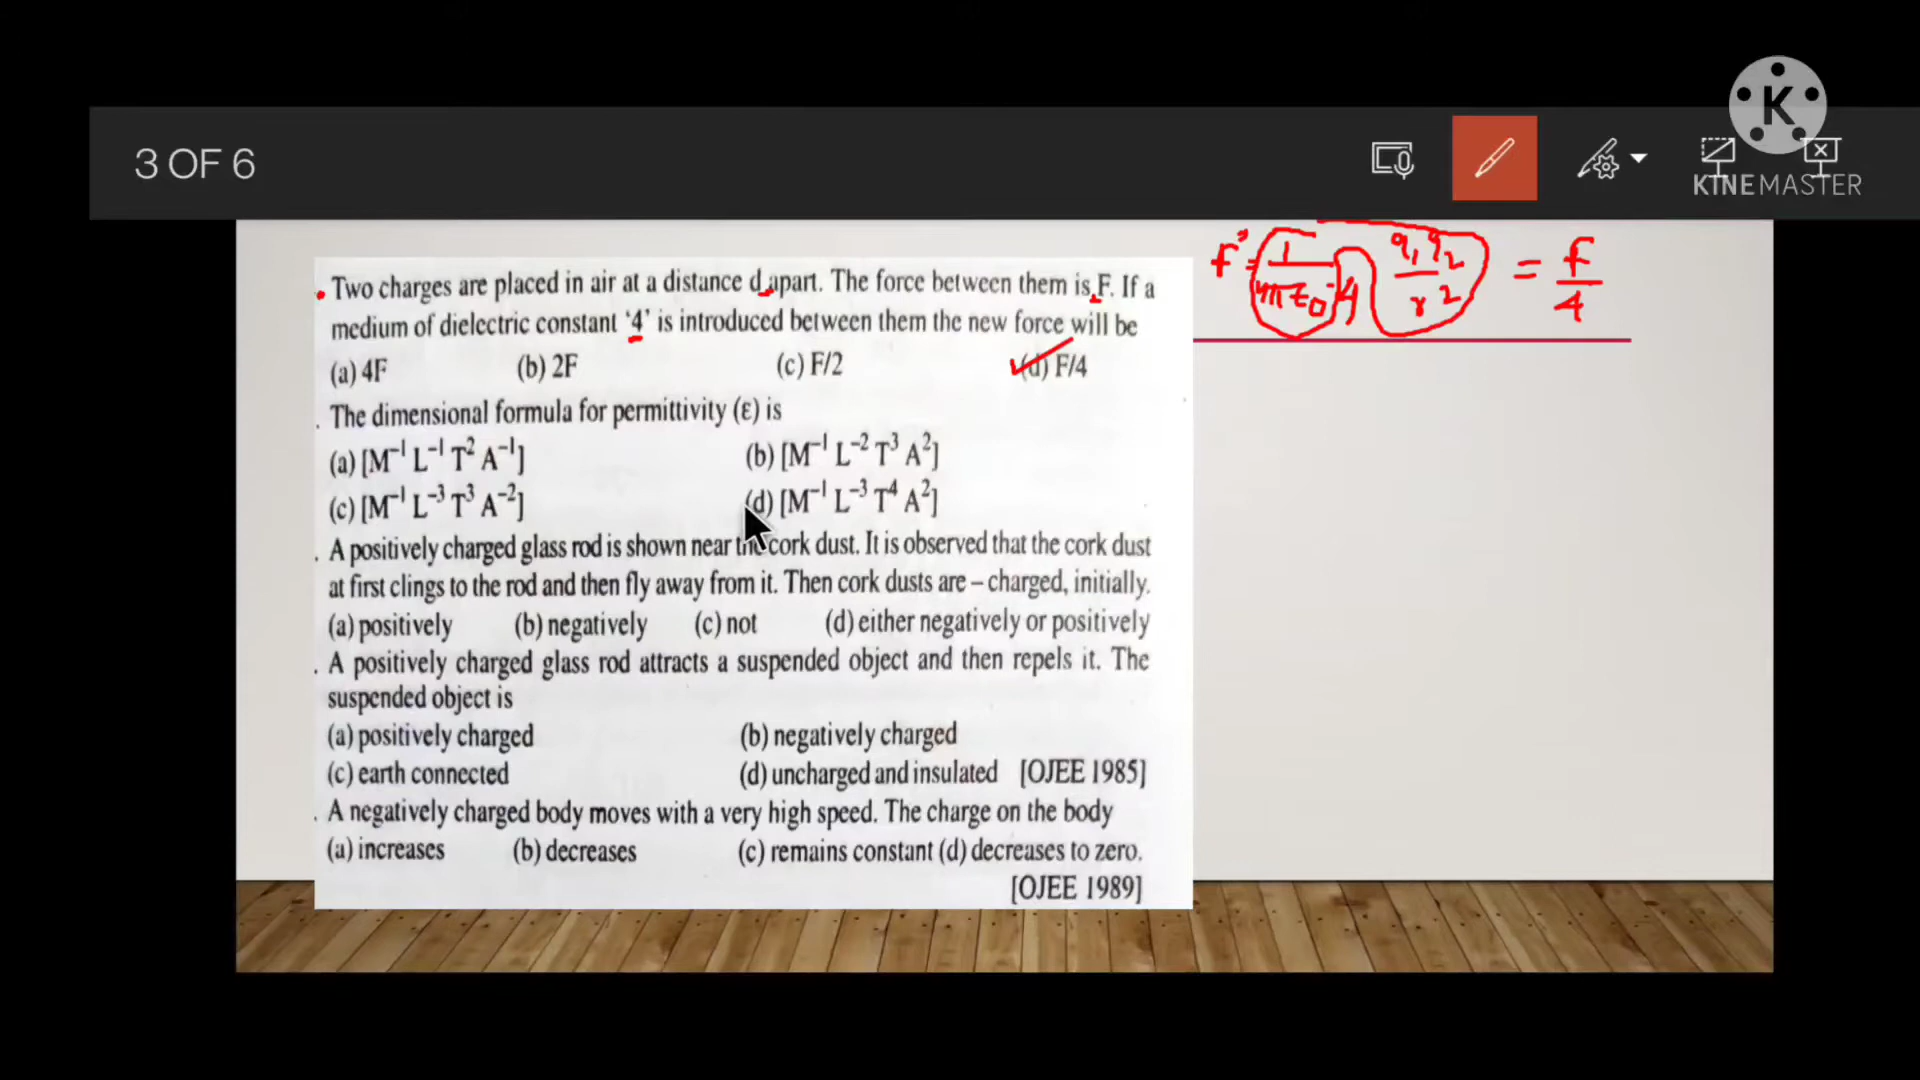 3 OF 6
K
KINEMASTER
F' = 1/4πε0 4 q1q2/r2 = F/4
Two charges are placed in air at a distance d apart. The force between them is F. If a
medium of dielectric constant ‘4’ is introduced between them the new force will be
(a) 4F (b) 2F (c) F/2 (d) F/4
. The dimensional formula for permittivity (ε) is
(a) [M⁻¹ L⁻¹ T² A⁻¹] (b) [M⁻¹ L⁻² T³ A²]
(c) [M⁻¹ L⁻³ T³ A⁻²] (d) [M⁻¹ L⁻³ T⁴ A²]
. A positively charged glass rod is shown near the cork dust. It is observed that the cork dust
at first clings to the rod and then fly away from it. Then cork dusts are – charged, initially.
(a) positively (b) negatively (c) not (d) either negatively or positively
. A positively charged glass rod attracts a suspended object and then repels it. The
suspended object is
(a) positively charged (b) negatively charged
(c) earth connected (d) uncharged and insulated [OJEE 1985]
. A negatively charged body moves with a very high speed. The charge on the body
(a) increases (b) decreases (c) remains constant (d) decreases to zero.
[OJEE 1989]